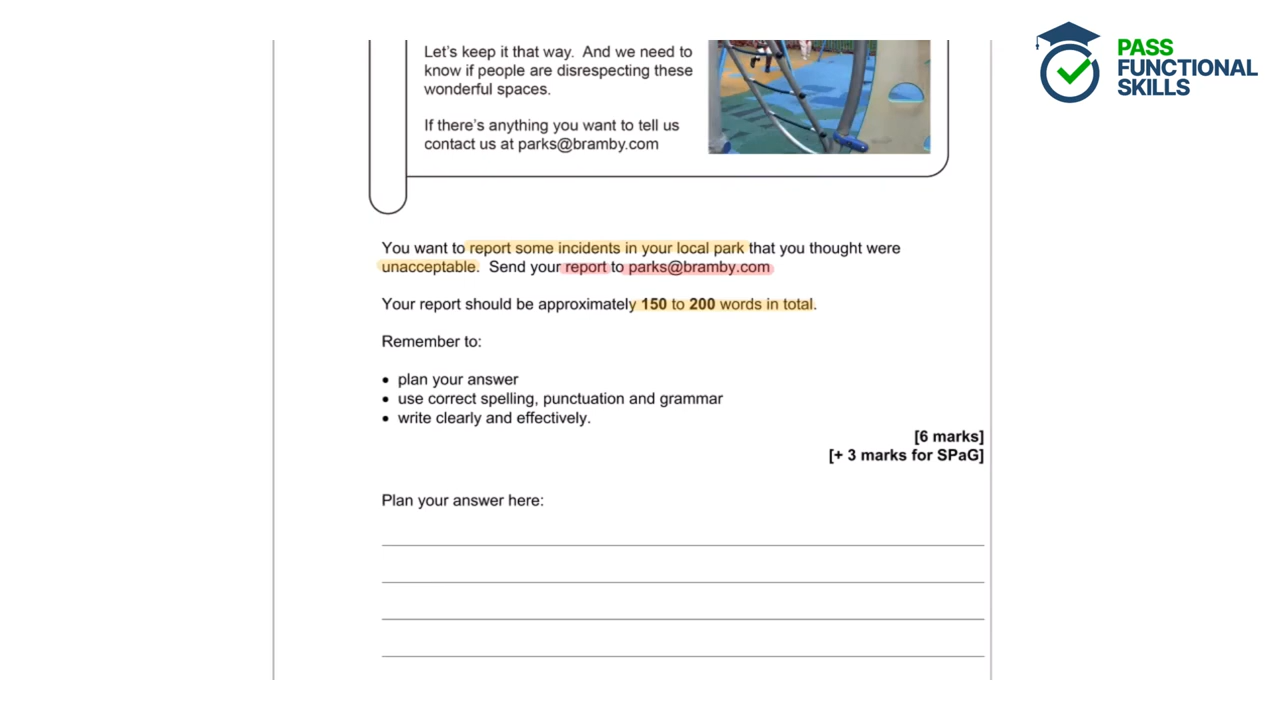 Let's keep it that way. And we need to
know if people are disrespecting these
wonderful spaces.
If there's anything you want to tell us
contact us at parks@bramby.com
PASS
FUNCTIONAL
SKILLS
You want to report some incidents in your local park that you thought were
unacceptable. Send your report to parks@bramby.com
Your report should be approximately 150 to 200 words in total.
Remember to:
• plan your answer
• use correct spelling, punctuation and grammar
• write clearly and effectively.
[6 marks]
[+ 3 marks for SPaG]
Plan your answer here: